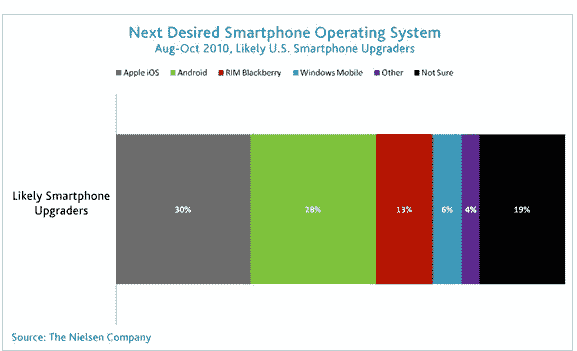 Next Desired Smartphone Operating System
Aug-Oct 2010, Likely U.S. Smartphone Upgraders
Apple iOS Android RIM Blackberry Windows Mobile Other Not Sure
Likely Smartphone
Upgraders
30% 28% 13% 6% 4% 19%
Source: The Nielsen Company